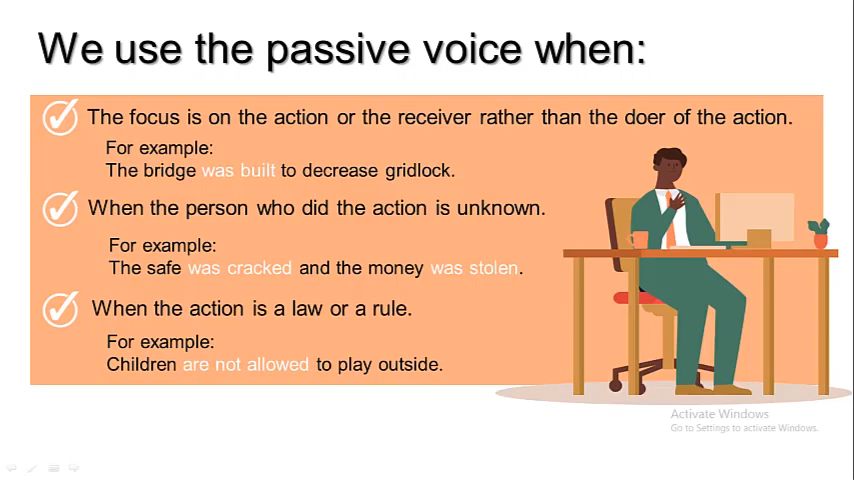 We use the passive voice when:
The focus is on the action or the receiver rather than the doer of the action.
For example:
The bridge was built to decrease gridlock.
When the person who did the action is unknown.
For example:
The safe was cracked and the money was stolen.
When the action is a law or a rule.
For example:
Children are not allowed to play outside.
Activate Windows
Go to Settings to activate Windows.